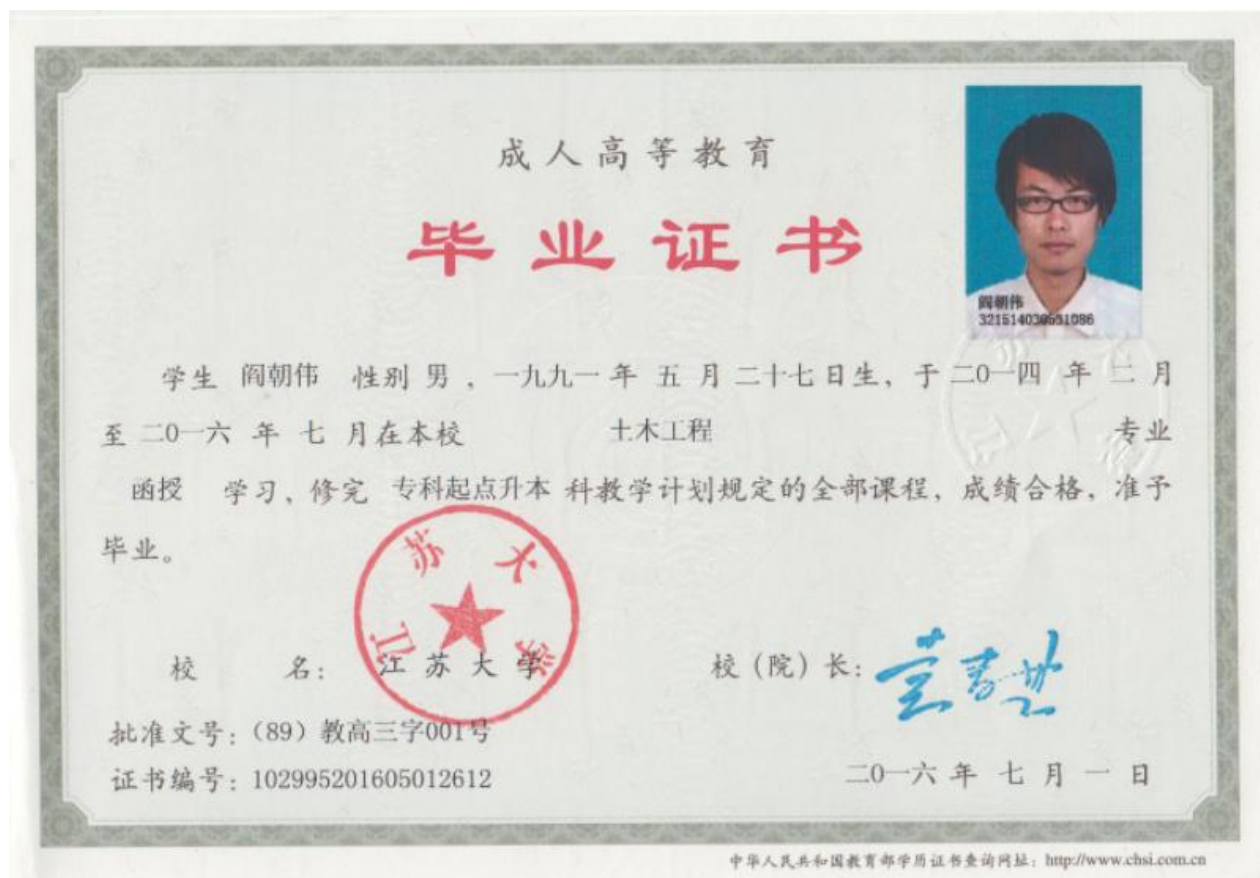 成人高等教育
毕业证书
阎朝伟
学生 阎朝伟 性别 男 ，一九九一 年 五 月 二十七 日生，于 二0一四 年 二 月
至 二0一六 年 七 月在本校 土木工程 专业
函授 学习，修完 专科起点升本 科教学计划规定的全部课程，成绩合格，准予
毕业。
江苏大学
校 名：江苏大学 校（院）长：
批准文号：（89）教高三字001号
证书编号：102995201605012612 二0一六 年 七 月 一 日
中华人民共和国教育部学历证书查询网址：http://www.chsi.com.cn